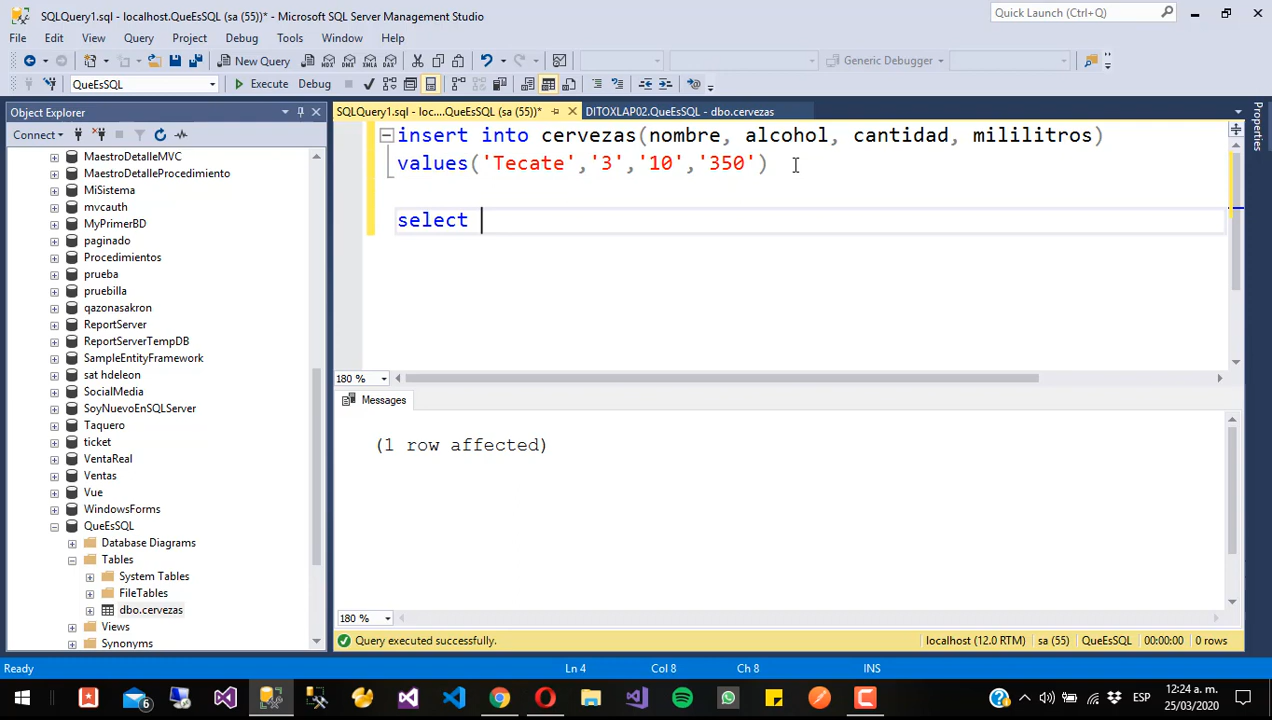 SQLQuery1.sql - localhost.QueEsSQL (sa (55))* - Microsoft SQL Server Management Studio
Quick Launch (Ctrl+Q)
File Edit View Query Project Debug Tools Window Help
New Query
Generic Debugger
QueEsSQL
Execute Debug
Object Explorer
SQLQuery1.sql - loc....QueEsSQL (sa (55))*
DITOXLAP02.QueEsSQL - dbo.cervezas
Connect
MaestroDetalleMVC
MaestroDetalleProcedimiento
MiSistema
mvcauth
MyPrimerBD
paginado
Procedimientos
prueba
pruebilla
qazonasakron
ReportServer
ReportServerTempDB
SampleEntityFramework
sat hdeleon
SocialMedia
SoyNuevoEnSQLServer
Taquero
ticket
VentaReal
Ventas
Vue
WindowsForms
QueEsSQL
Database Diagrams
Tables
System Tables
FileTables
dbo.cervezas
Views
Synonyms
insert into cervezas(nombre, alcohol, cantidad, mililitros)
values('Tecate','3','10','350')
select
180 %
Messages
(1 row affected)
180 %
Query executed successfully.
localhost (12.0 RTM) sa (55) QueEsSQL 00:00:00 0 rows
Ready
Ln 4 Col 8 Ch 8 INS
6
ESP
12:24 a. m.
25/03/2020